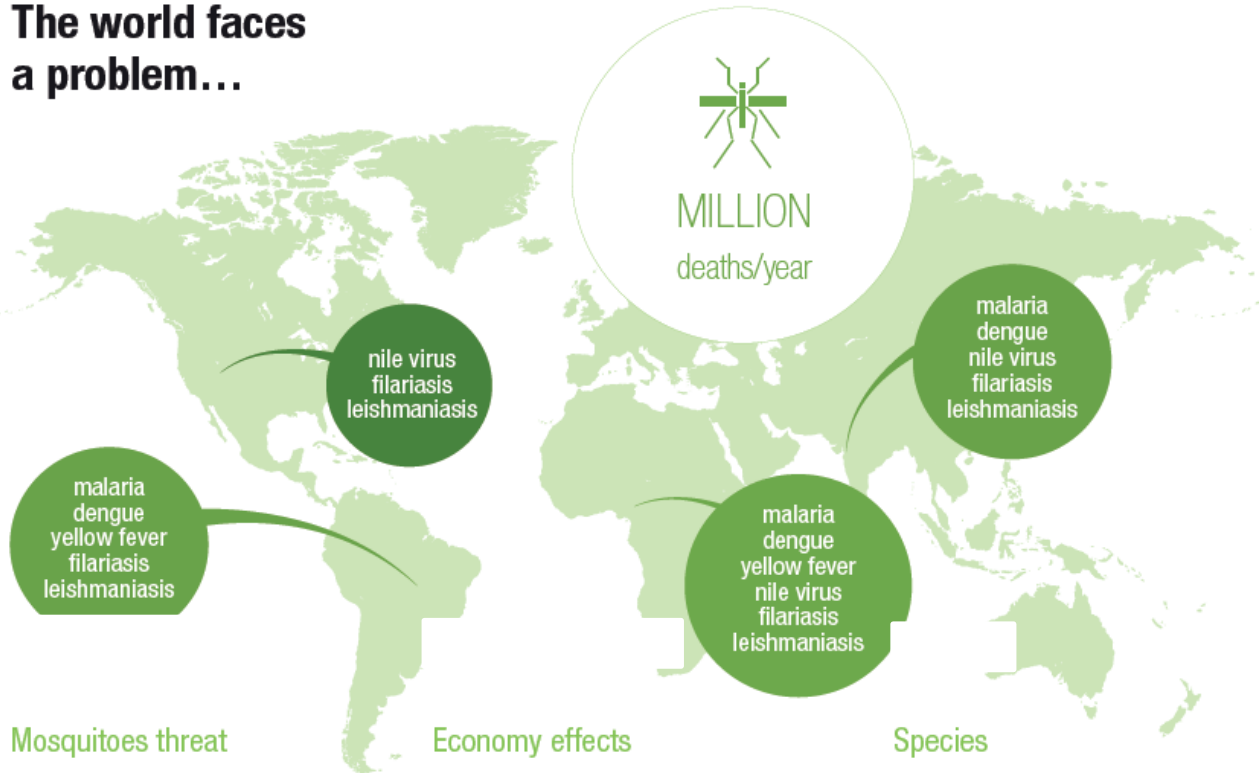 The world faces
a problem...
MILLION
deaths/year
nile virus
filariasis
leishmaniasis
malaria
dengue
nile virus
filariasis
leishmaniasis
malaria
dengue
yellow fever
filariasis
leishmaniasis
malaria
dengue
yellow fever
nile virus
filariasis
leishmaniasis
Mosquitoes threat
Economy effects
Species